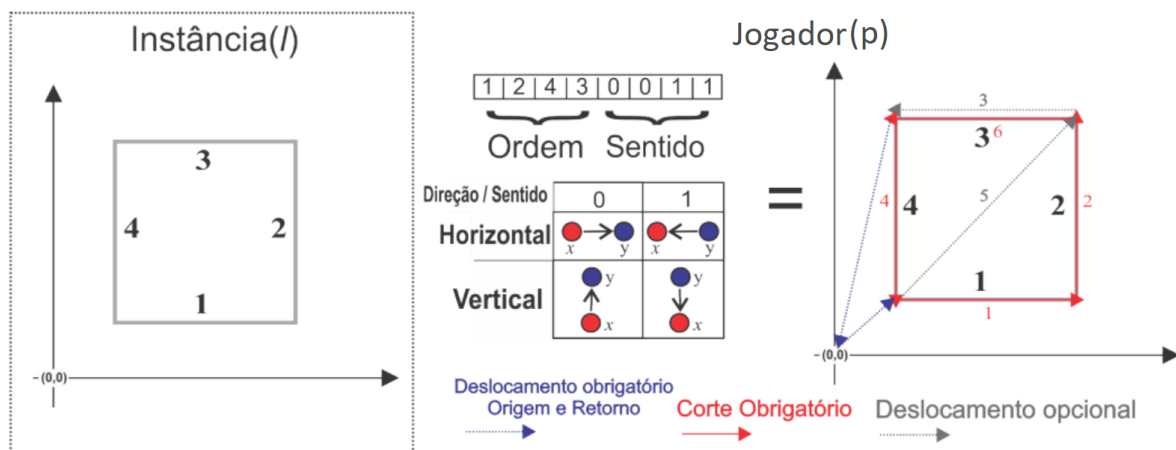 Instância(I)
3
4
2
1
(0,0)
1 | 2 | 4 | 3 | 0 | 0 | 1 | 1
Ordem Sentido
Direção / Sentido 0 1
Horizontal x y x y
Vertical y x y x
=
Jogador(p)
3
3 6
4 4 5 2 2
1
1
(0,0)
Deslocamento obrigatório
Origem e Retorno
Corte Obrigatório
Deslocamento opcional